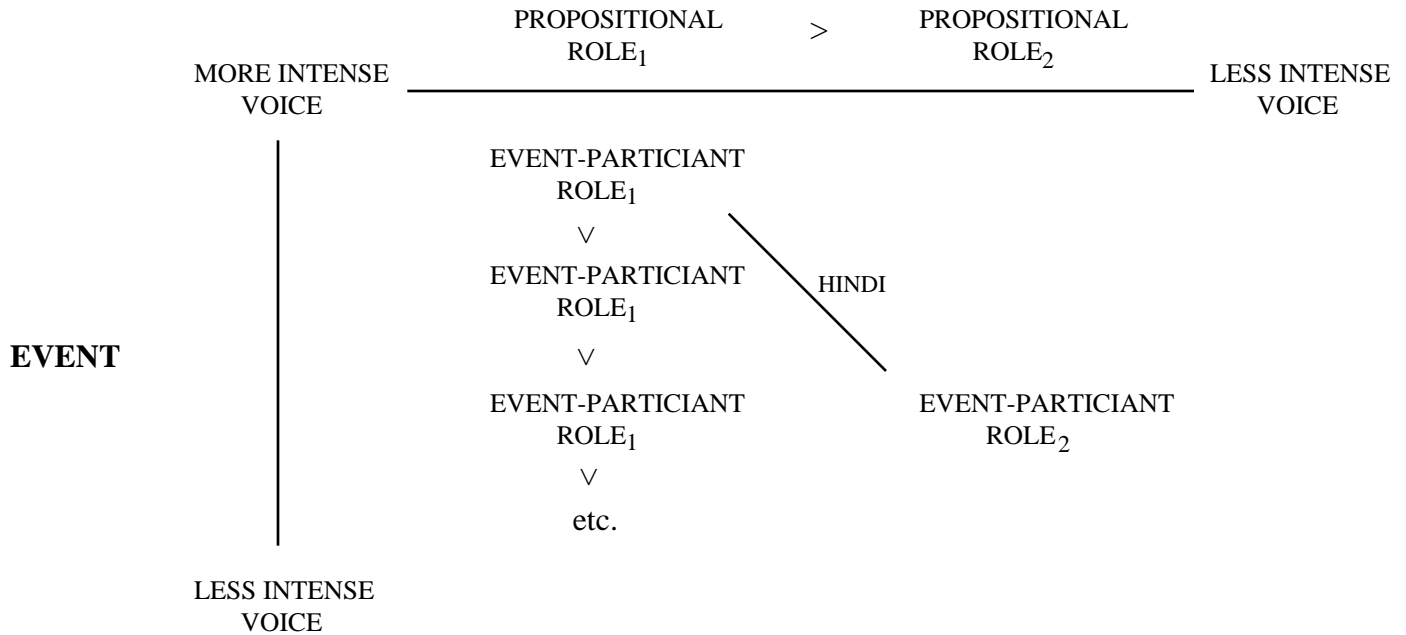 PROPOSITIONAL > PROPOSITIONAL
ROLE₁ ROLE₂
MORE INTENSE LESS INTENSE
VOICE VOICE
EVENT-PARTICIANT
ROLE₁
>
EVENT-PARTICIANT
HINDI
ROLE₁
EVENT
>
EVENT-PARTICIANT EVENT-PARTICIANT
ROLE₁ ROLE₂
>
etc.
LESS INTENSE
VOICE